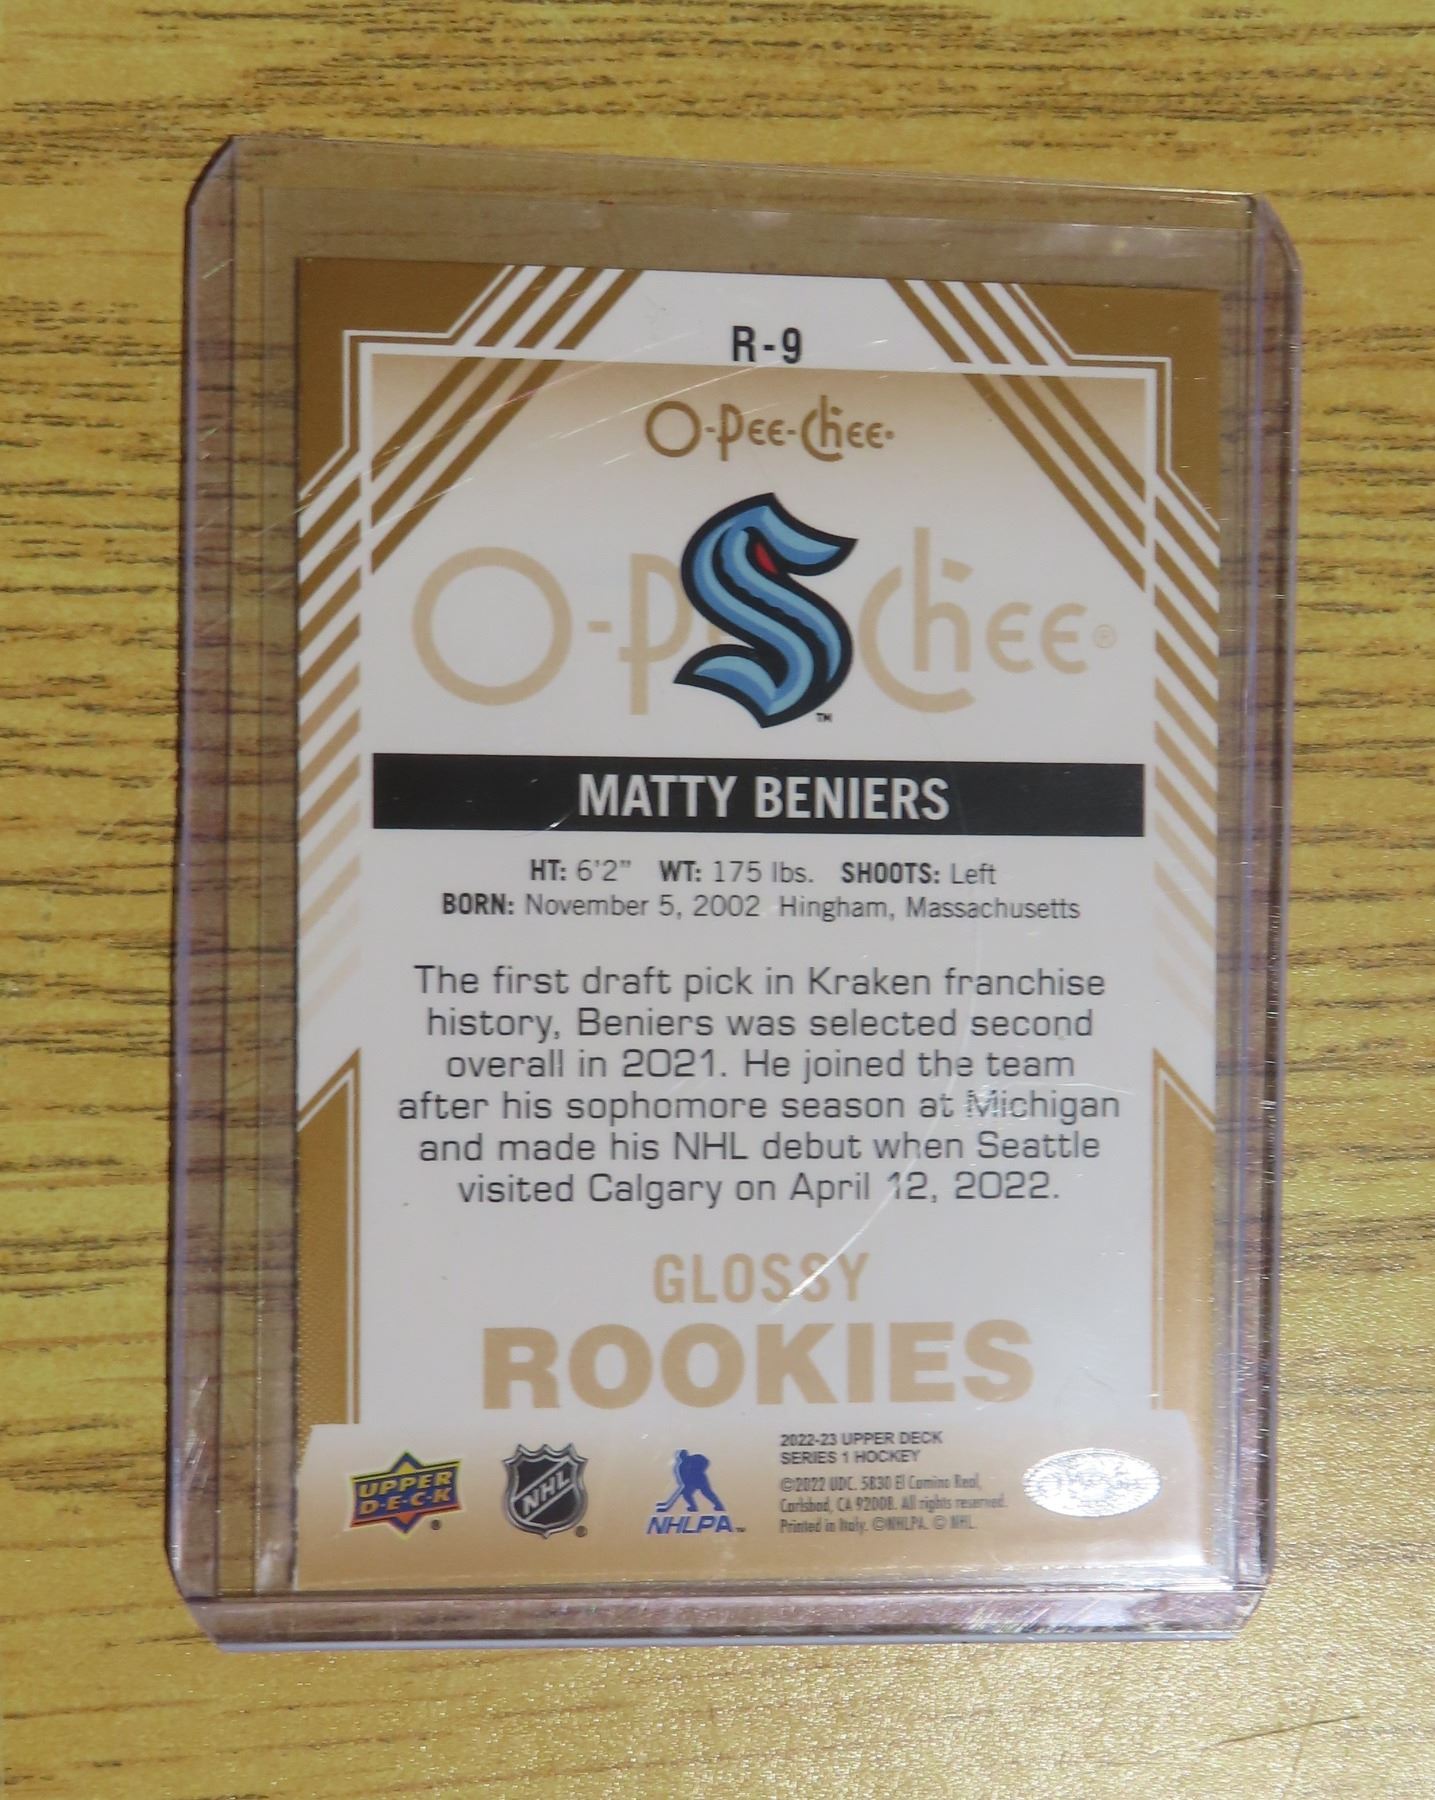 R-9
O-Pee-Chee
O-Pee-Chee®
TM
MATTY BENIERS
HT: 6'2" WT: 175 lbs. SHOOTS: Left
BORN: November 5, 2002 Hingham, Massachusetts
The first draft pick in Kraken franchise
history, Beniers was selected second
overall in 2021. He joined the team
after his sophomore season at Michigan
and made his NHL debut when Seattle
visited Calgary on April 12, 2022.
GLOSSY
ROOKIES
UPPER
D·E·C·K
®
NHL
®
NHLPA™
2022-23 UPPER DECK
SERIES 1 HOCKEY
©2022 UDC. 5830 El Camino Real,
Carlsbad, CA 92008. All rights reserved.
Printed in Italy. ©NHLPA. © NHL.